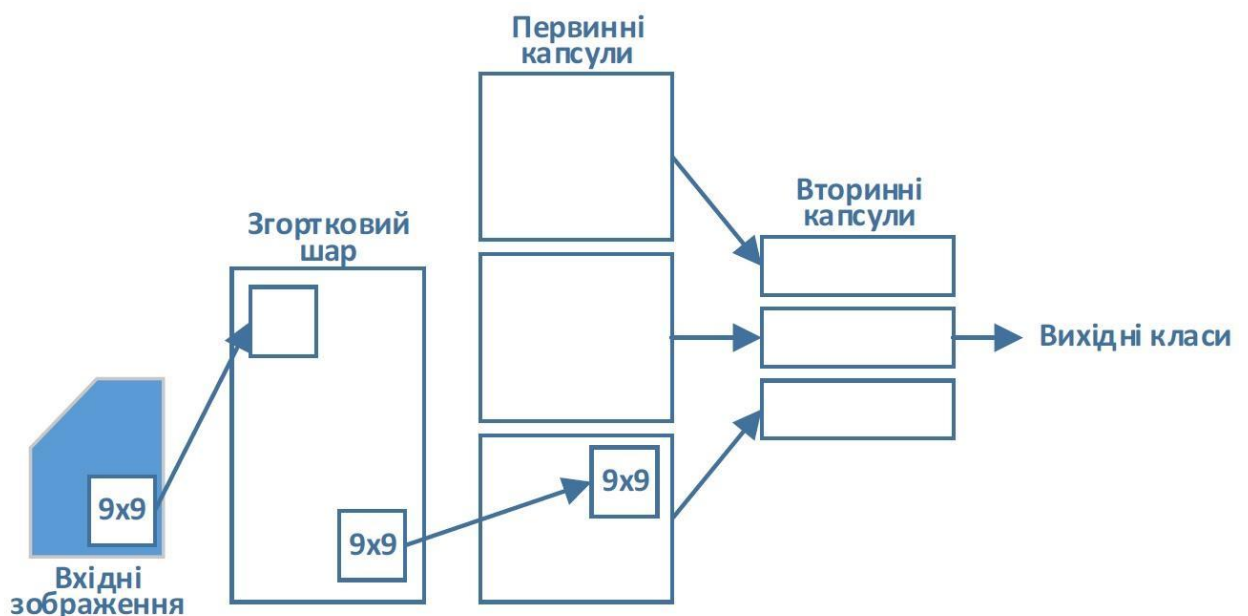 Первинні
капсули
Вторинні
капсули
Згортковий
шар
Вихідні класи
9x9
9x9
9x9
Вхідні
зображення